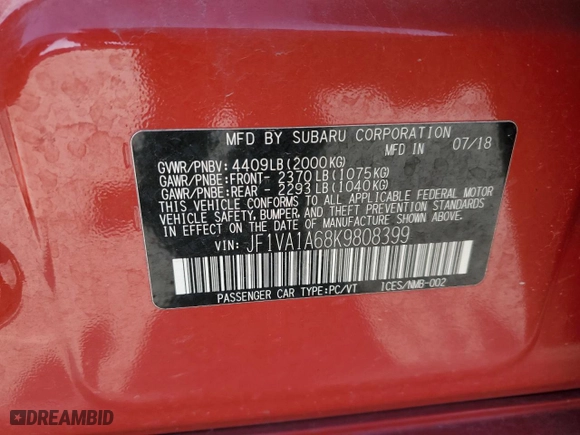 MFD BY SUBARU CORPORATION
MFD IN 07/18
GVWR/PNBV: 4409LB(2000KG)
GAWR/PNBE:FRONT- 2370LB(1075KG)
GAWR/PNBE:REAR - 2293LB(1040KG)
THIS VEHICLE CONFORMS TO ALL APPLICABLE FEDERAL MOTOR
VEHICLE SAFETY, BUMPER, AND THEFT PREVENTION STANDARDS
IN EFFECT ON THE DATE OF MANUFACTURE SHOWN ABOVE.
VIN: JF1VA1A68K9808399
PASSENGER CAR TYPE:PC/VT ICES/NMB-002
DREAMBID